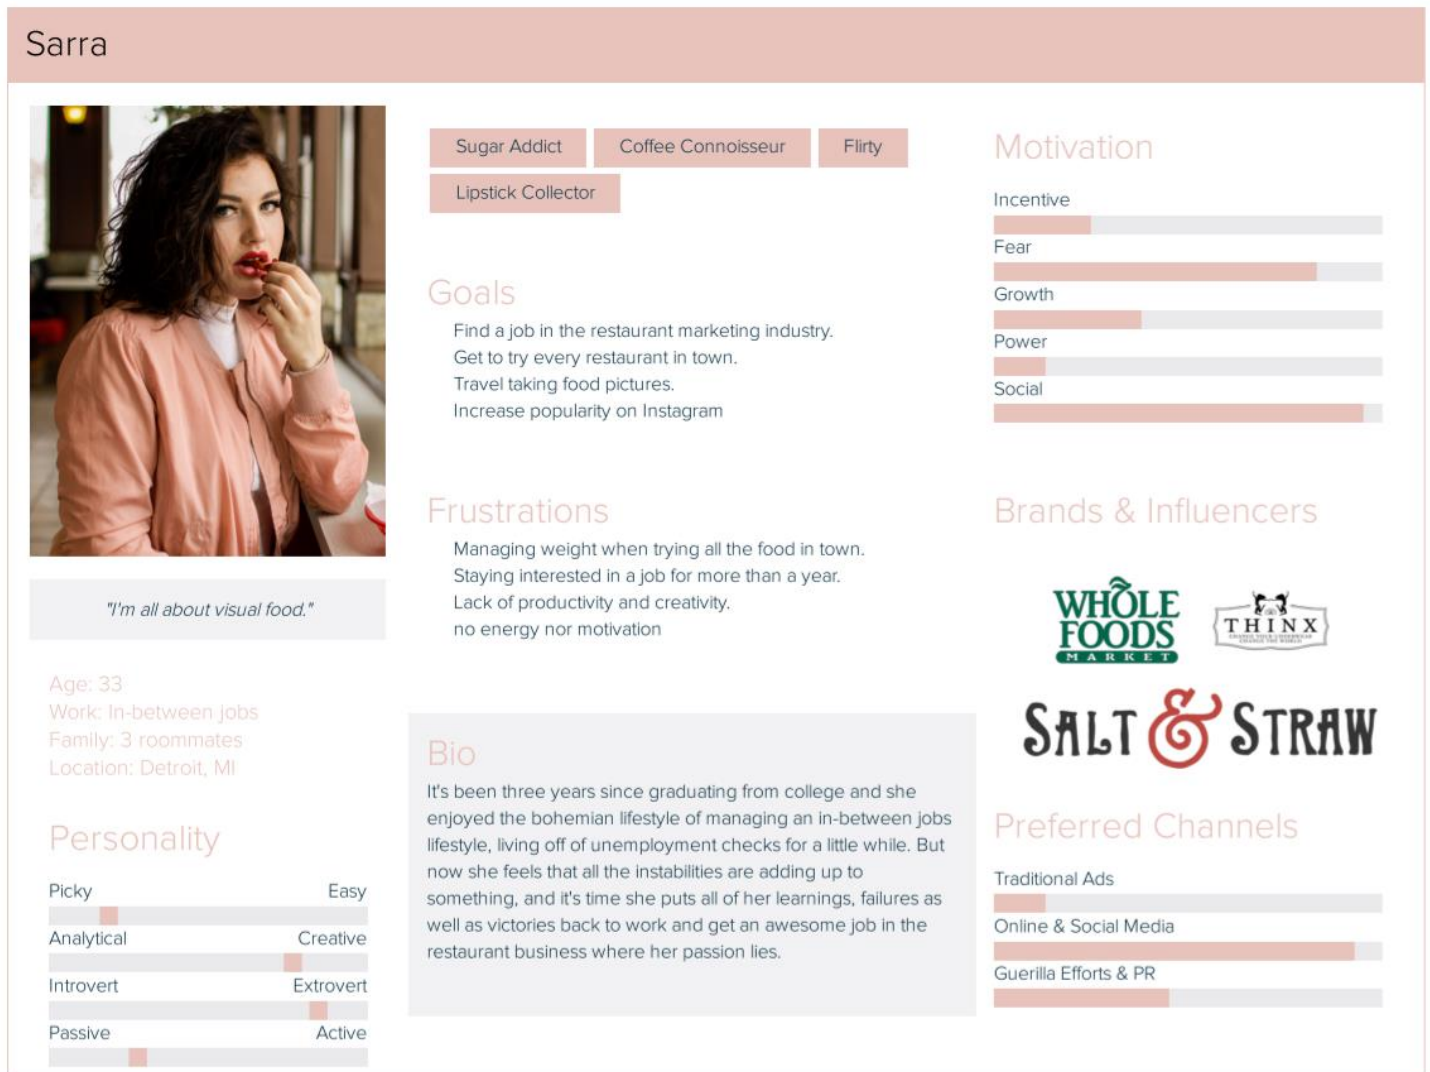 Sarra
Sugar Addict
Coffee Connoisseur
Flirty
Lipstick Collector
Goals
Find a job in the restaurant marketing industry.
Get to try every restaurant in town.
Travel taking food pictures.
Increase popularity on Instagram
Frustrations
Managing weight when trying all the food in town.
Staying interested in a job for more than a year.
Lack of productivity and creativity.
no energy nor motivation
"I'm all about visual food."
Age: 33
Work: In-between jobs
Family: 3 roommates
Location: Detroit, MI
Personality
Picky Easy
Analytical Creative
Introvert Extrovert
Passive Active
Bio
It's been three years since graduating from college and she
enjoyed the bohemian lifestyle of managing an in-between jobs
lifestyle, living off of unemployment checks for a little while. But
now she feels that all the instabilities are adding up to
something, and it's time she puts all of her learnings, failures as
well as victories back to work and get an awesome job in the
restaurant business where her passion lies.
Motivation
Incentive
Fear
Growth
Power
Social
Brands & Influencers
WHOLE
FOODS
MARKET
THINX
CHANGE YOUR UNDERWEAR
CHANGE THE WORLD
SALT & STRAW
Preferred Channels
Traditional Ads
Online & Social Media
Guerilla Efforts & PR